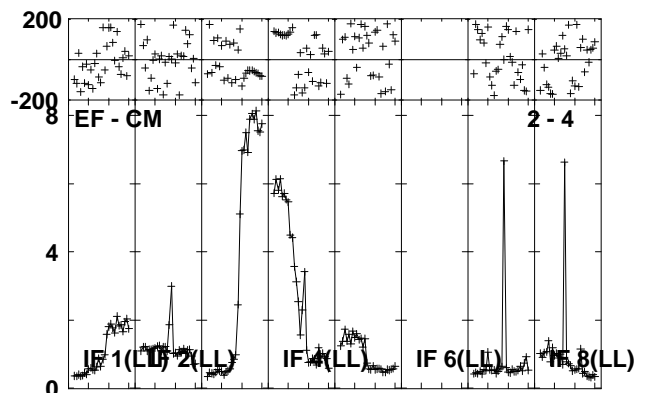 200
-200
8
EF - CM
2 - 4
4
IF 1(LL)
IF 2(LL)
IF 4(LL)
IF 6(LL)
IF 8(LL)
0